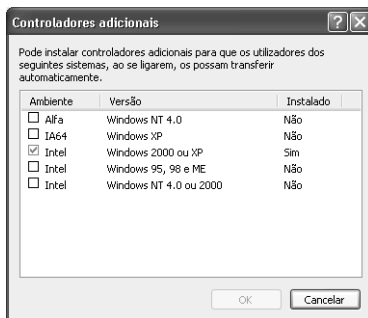 Controladores adicionais
Pode instalar controladores adicionais para que os utilizadores dos
seguintes sistemas, ao se ligarem, os possam transferir
automaticamente.
Ambiente Versão Instalado
Alfa Windows NT 4.0 Não
IA64 Windows XP Não
Intel Windows 2000 ou XP Sim
Intel Windows 95, 98 e ME Não
Intel Windows NT 4.0 ou 2000 Não
OK Cancelar